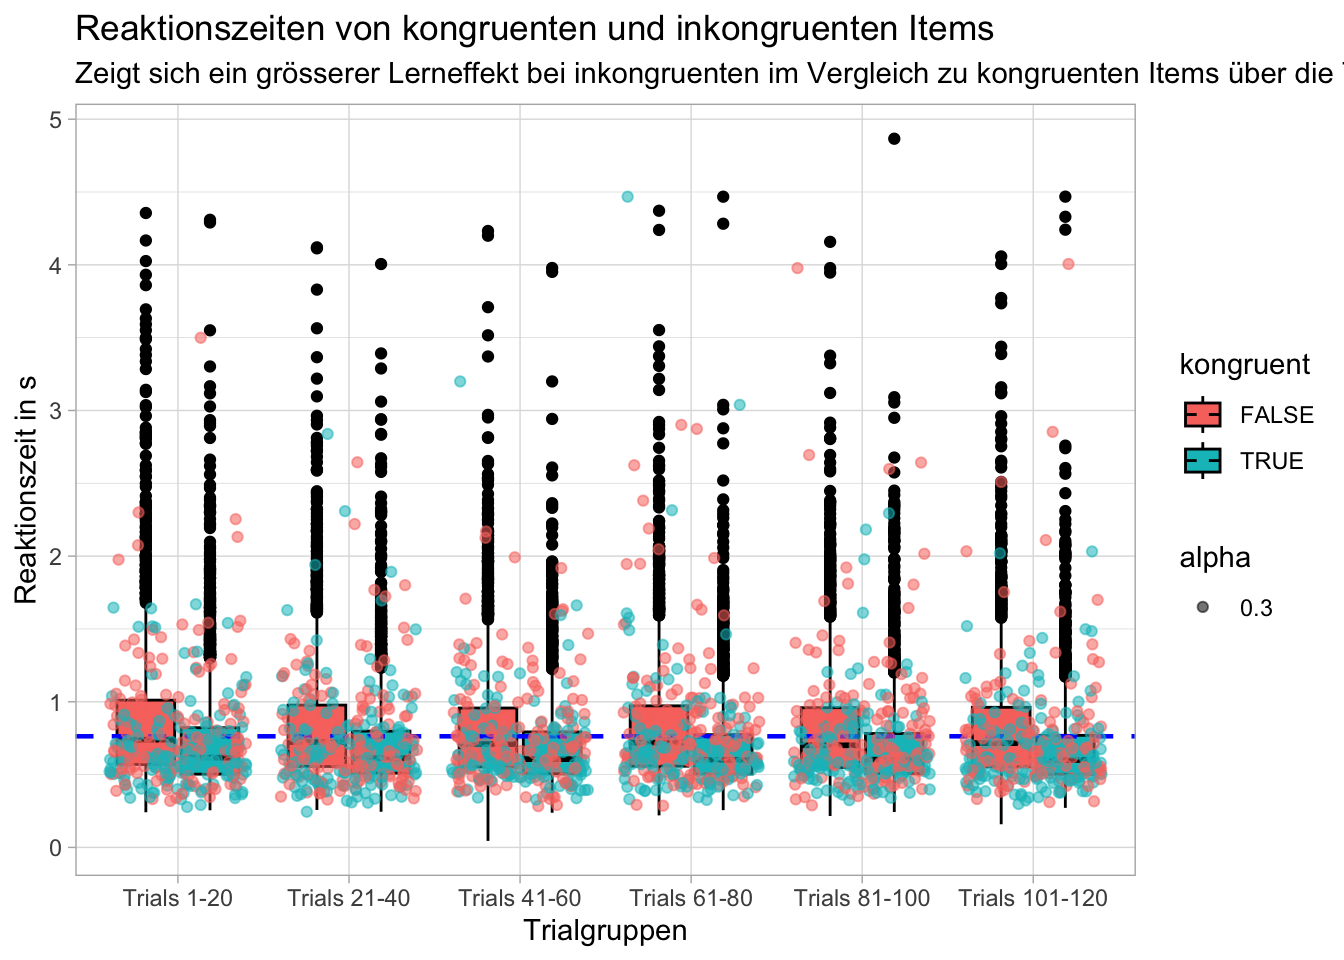 Reaktionszeiten von kongruenten und inkongruenten Items
Zeigt sich ein grösserer Lerneffekt bei inkongruenten im Vergleich zu kongruenten Items über die
5
4
3
2
1
0
Reaktionszeit in s
Trials 1-20
Trials 21-40
Trials 41-60
Trials 61-80
Trials 81-100
Trials 101-120
Trialgruppen
kongruent
FALSE
TRUE
alpha
0.3